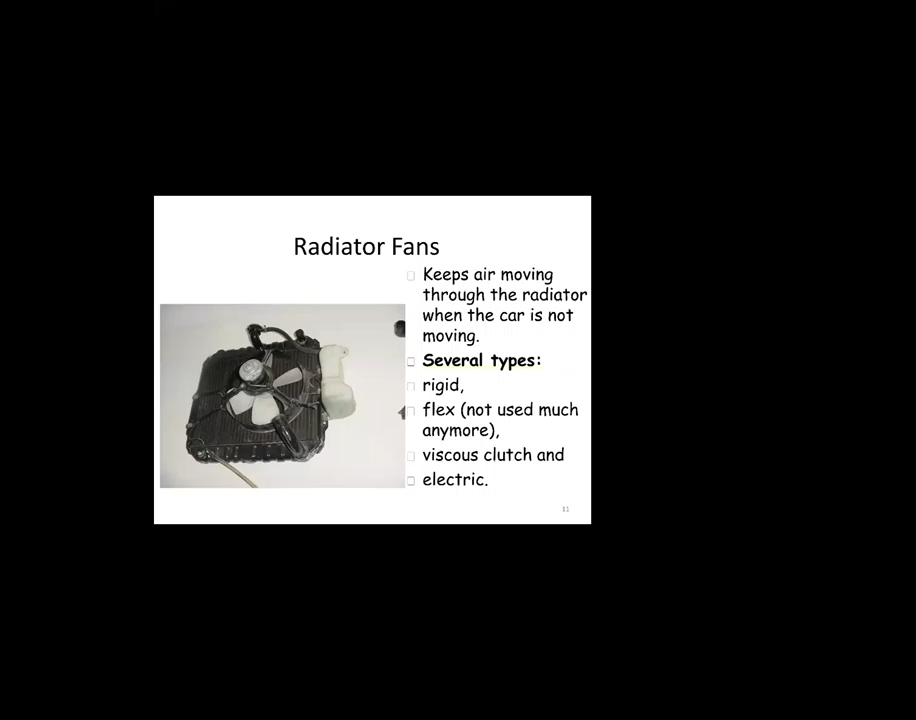 Radiator Fans
Keeps air moving
through the radiator
when the car is not
moving.
Several types:
rigid,
flex (not used much
anymore),
viscous clutch and
electric.
11